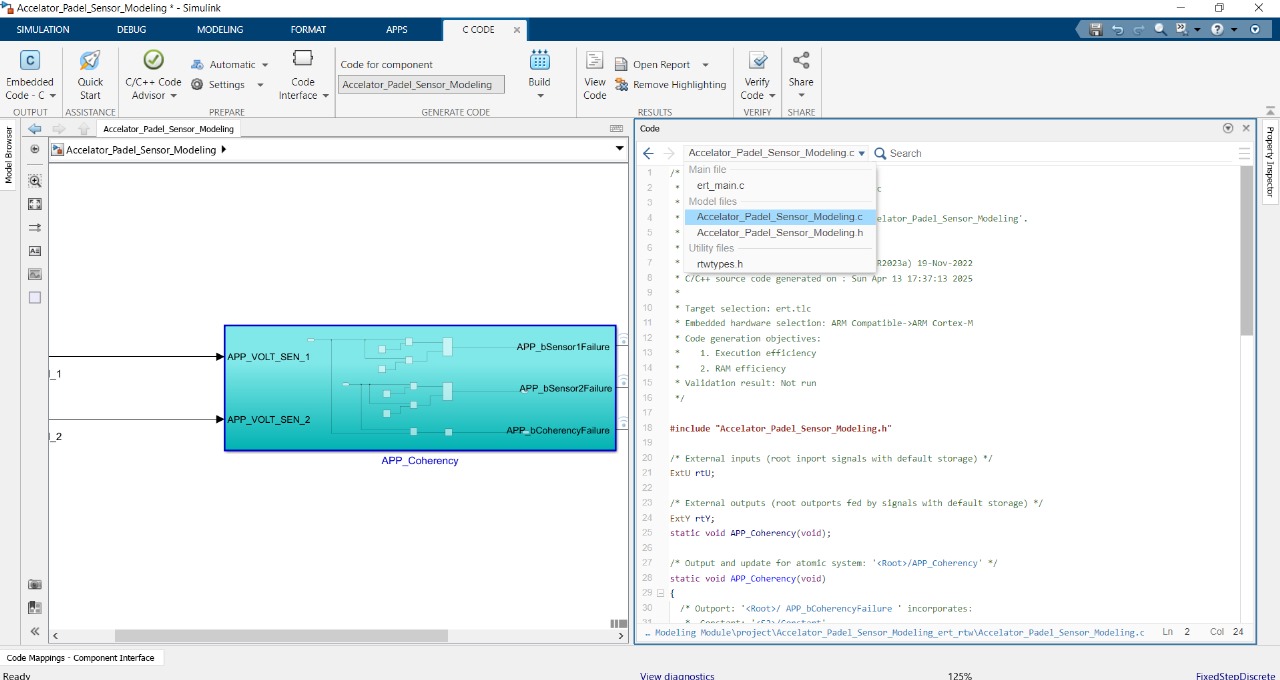 Accelator_Padel_Sensor_Modeling * - Simulink
SIMULATION DEBUG MODELING FORMAT APPS C CODE
Embedded Code - C
Quick Start
C/C++ Code Advisor
Automatic
Settings
Code Interface
Code for component
Accelator_Padel_Sensor_Modeling
Build
View Code
Open Report
Remove Highlighting
Verify Code
Share
OUTPUT ASSISTANCE PREPARE GENERATE CODE RESULTS VERIFY SHARE
Model Browser
Accelator_Padel_Sensor_Modeling
Accelator_Padel_Sensor_Modeling
APP_VOLT_SEN_1
APP_VOLT_SEN_2
_1
_2
APP_bSensor1Failure
APP_bSensor2Failure
APP_bCoherencyFailure
APP_Coherency
Code
Accelator_Padel_Sensor_Modeling.c Search
Main file
ert_main.c
Model files
Accelator_Padel_Sensor_Modeling.c
Accelator_Padel_Sensor_Modeling.h
Utility files
rtwtypes.h
1 /*
2 * c
3 *
4 * elator_Padel_Sensor_Modeling'.
5 *
6 *
7 * R2023a) 19-Nov-2022
8 * C/C++ source code generated on : Sun Apr 13 17:37:13 2025
9 *
10 * Target selection: ert.tlc
11 * Embedded hardware selection: ARM Compatible->ARM Cortex-M
12 * Code generation objectives:
13 * 1. Execution efficiency
14 * 2. RAM efficiency
15 * Validation result: Not run
16 */
17
18 #include "Accelator_Padel_Sensor_Modeling.h"
19
20 /* External inputs (root inport signals with default storage) */
21 ExtU rtU;
22
23 /* External outputs (root outports fed by signals with default storage) */
24 ExtY rtY;
25 static void APP_Coherency(void);
26
27 /* Output and update for atomic system: '<Root>/APP_Coherency' */
28 static void APP_Coherency(void)
29 {
30 /* Outport: '<Root>/ APP_bCoherencyFailure ' incorporates:
31 * Constant: '<S2>/Constant'
Modeling Module\project\Accelator_Padel_Sensor_Modeling_ert_rtw\Accelator_Padel_Sensor_Modeling.c Ln 2 Col 24
Property Inspector
Code Mappings - Component Interface
Ready View diagnostics 125% FixedStepDiscrete